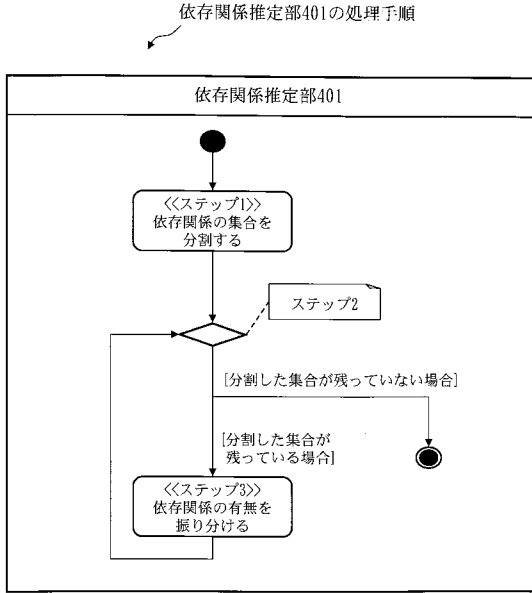 依存関係推定部401の処理手順
依存関係推定部401
<<ステップ1>>
依存関係の集合を
分割する
ステップ2
[分割した集合が残っていない場合]
[分割した集合が
残っている場合]
<<ステップ3>>
依存関係の有無を
振り分ける